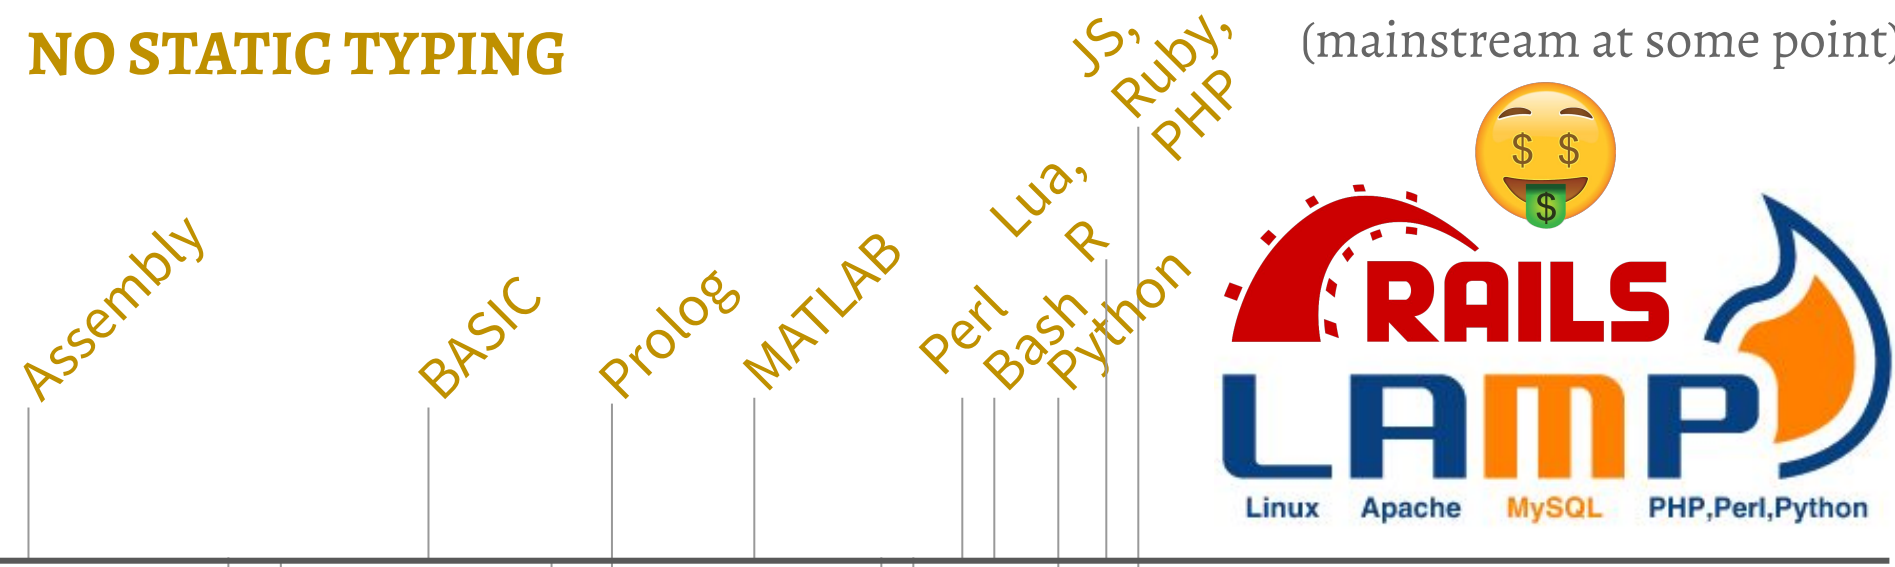 NO STATIC TYPING
(mainstream at some point)
Assembly
BASIC
Prolog
MATLAB
Perl
Bash
Python
Lua,
R
JS,
Ruby,
PHP
$ $
$
RAILS
LAMP
Linux Apache MySQL PHP,Perl,Python